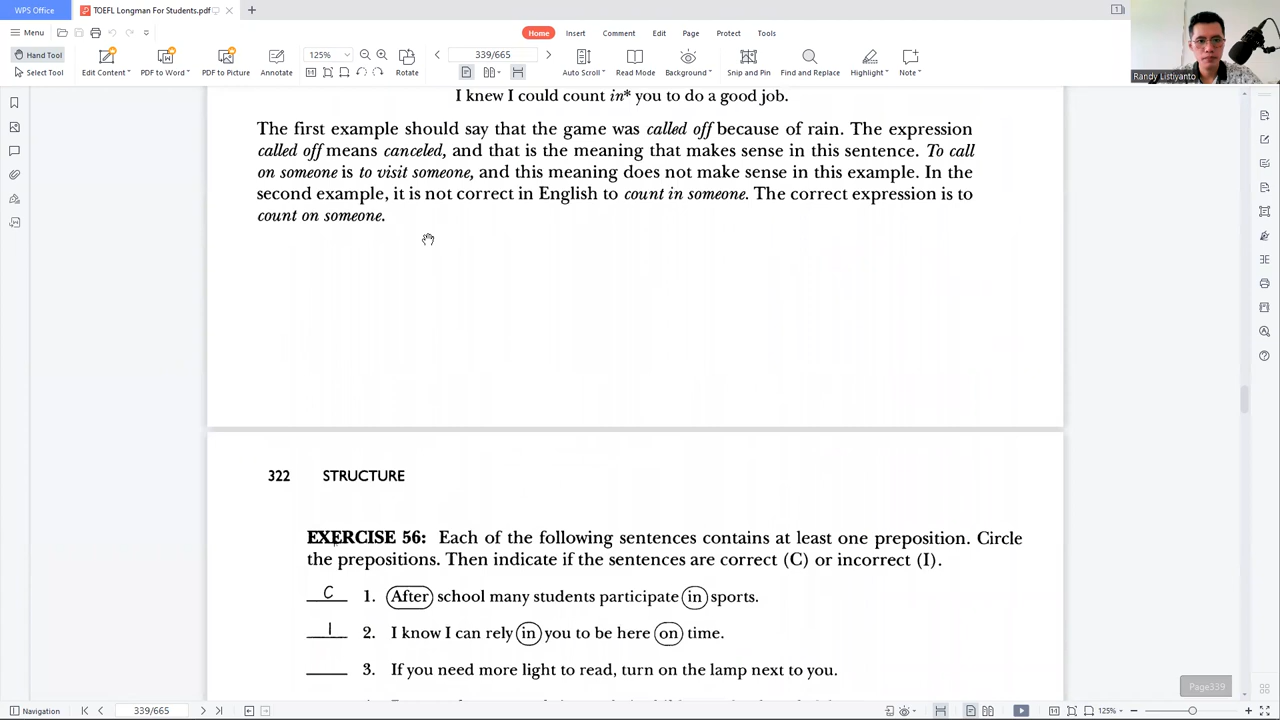 WPS Office
TOEFL Longman For Students.pdf
Menu
Home Insert Comment Edit Page Protect Tools
Hand Tool
Select Tool
Edit Content
PDF to Word
PDF to Picture
Annotate
125%
Rotate
339/665
Auto Scroll
Read Mode
Background
Snip and Pin
Find and Replace
Highlight
Note
Randy Listiyanto
I knew I could count in* you to do a good job.
The first example should say that the game was called off because of rain. The expression
called off means canceled, and that is the meaning that makes sense in this sentence. To call
on someone is to visit someone, and this meaning does not make sense in this example. In the
second example, it is not correct in English to count in someone. The correct expression is to
count on someone.
322 STRUCTURE
EXERCISE 56: Each of the following sentences contains at least one preposition. Circle
the prepositions. Then indicate if the sentences are correct (C) or incorrect (I).
C 1. After school many students participate in sports.
I 2. I know I can rely in you to be here on time.
3. If you need more light to read, turn on the lamp next to you.
Page339
Navigation
339/665
125%